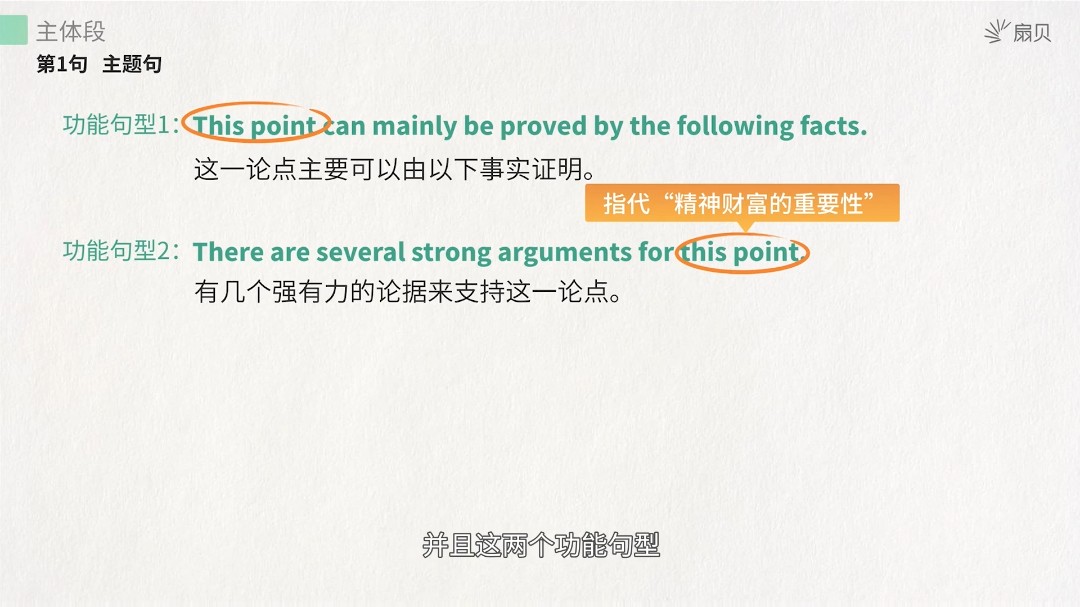 主体段
扇贝
第1句 主题句
功能句型1：This point can mainly be proved by the following facts.
这一论点主要可以由以下事实证明。
指代“精神财富的重要性”
功能句型2：There are several strong arguments for this point.
有几个强有力的论据来支持这一论点。
并且这两个功能句型